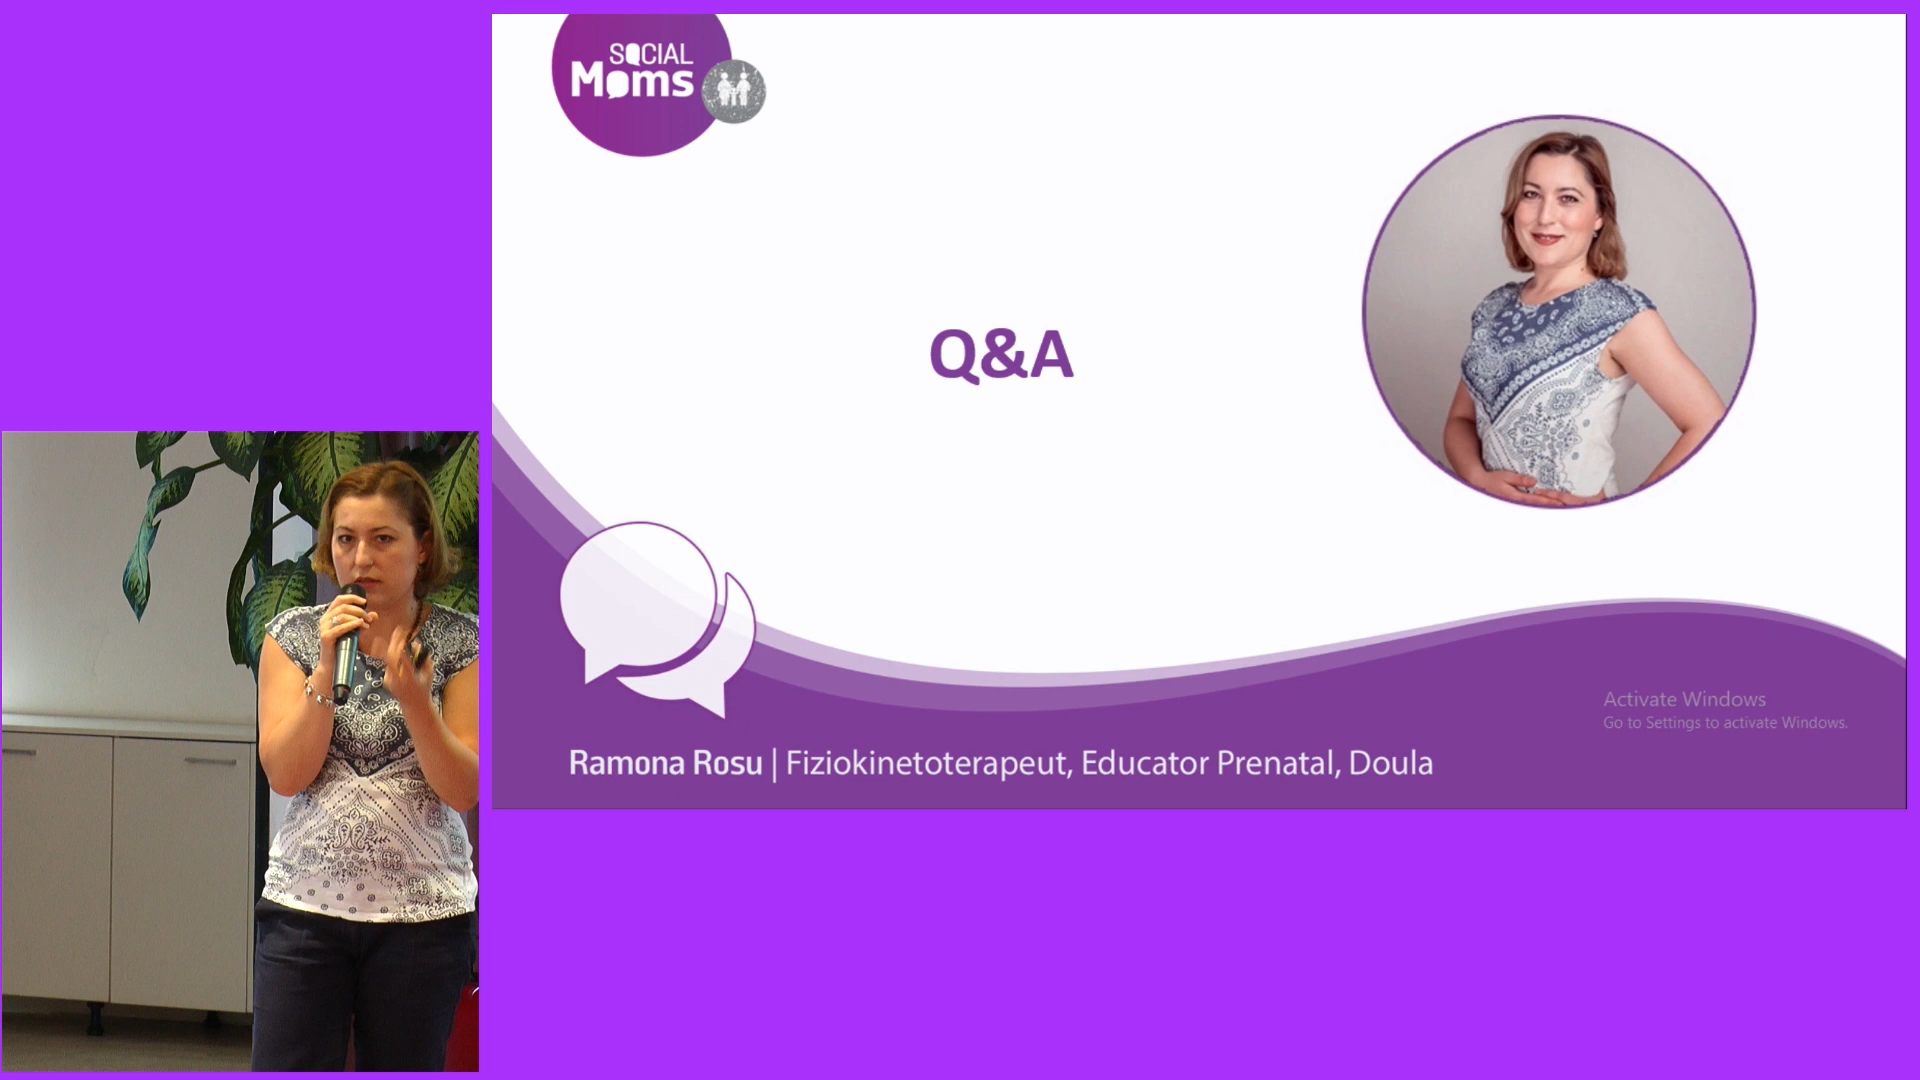 SOCIAL
Moms
Q&A
Activate Windows
Go to Settings to activate Windows.
Ramona Rosu | Fiziokinetoterapeut, Educator Prenatal, Doula